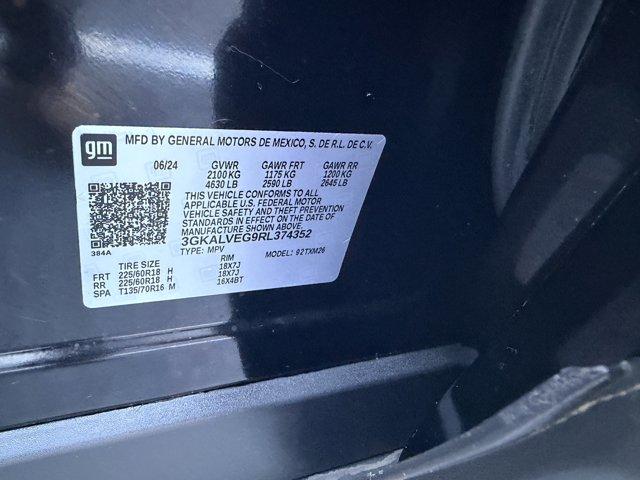 gm
MFD BY GENERAL MOTORS DE MEXICO, S. DE R.L. DE C.V.
06/24 GVWR GAWR FRT GAWR RR
2100 KG 1175 KG 1200 KG
4630 LB 2590 LB 2645 LB
THIS VEHICLE CONFORMS TO ALL
APPLICABLE U.S. FEDERAL MOTOR
VEHICLE SAFETY AND THEFT PREVENTION
STANDARDS IN EFFECT ON THE DATE OF
MANUFACTURE SHOWN ABOVE.
3GKALVEG9RL374352
384A TYPE: MPV MODEL: 92TXM26
TIRE SIZE RIM
FRT 225/60R18 H 18X7J
RR 225/60R18 H 18X7J
SPA T135/70R16 M 16X4BT